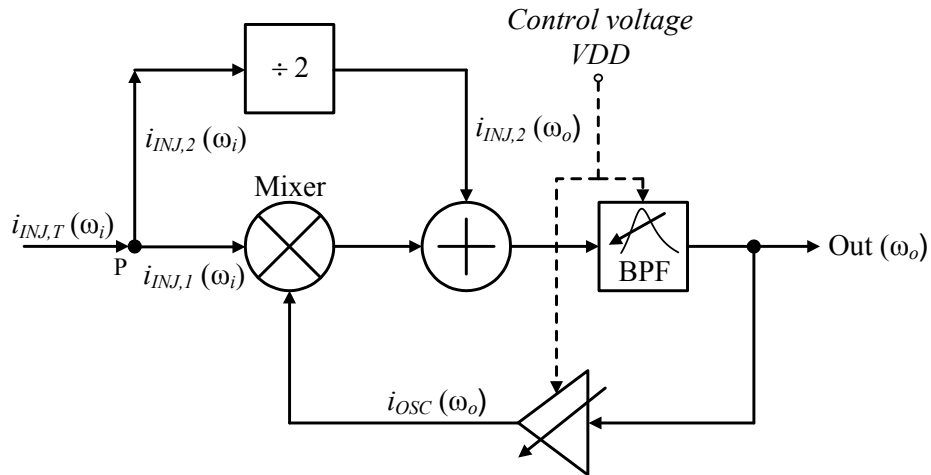 Control voltage
VDD
÷ 2
i_INJ,2 (ω_i)
i_INJ,2 (ω_o)
Mixer
i_INJ,T (ω_i)
P
i_INJ,1 (ω_i)
BPF
Out (ω_o)
i_OSC (ω_o)